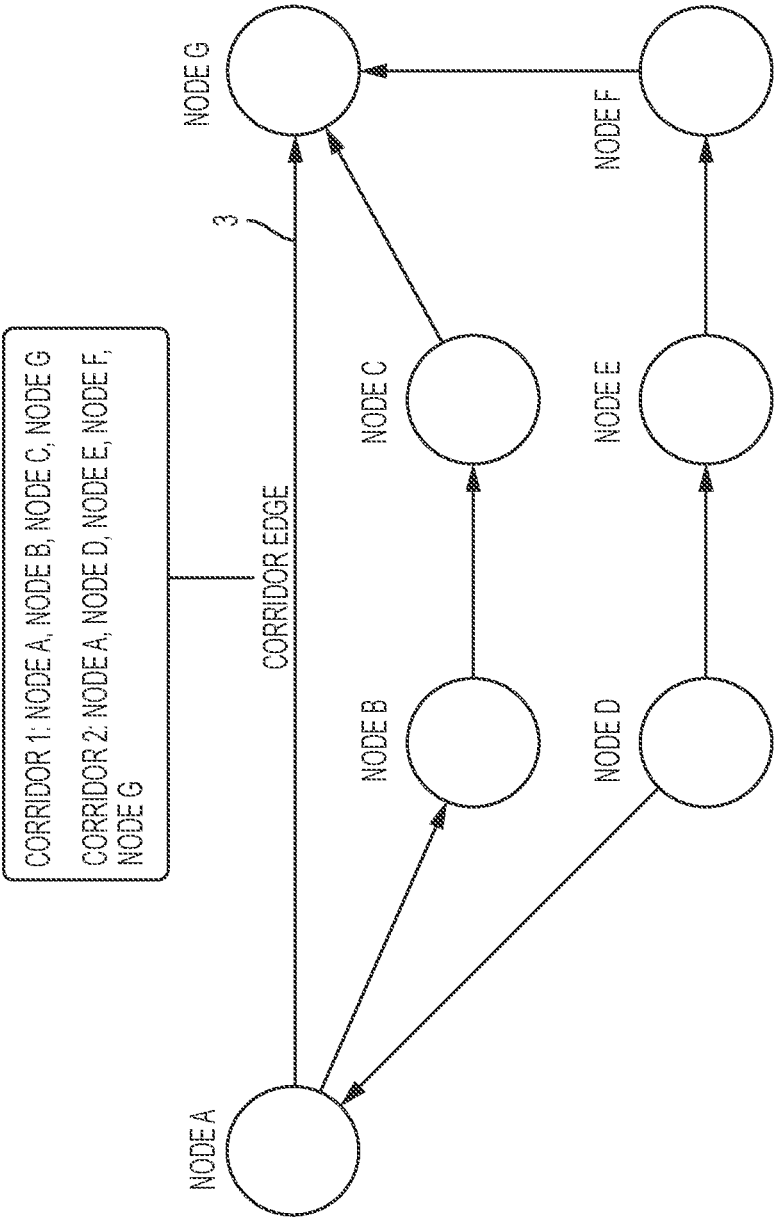 CORRIDOR 1: NODE A, NODE B, NODE C, NODE G
CORRIDOR 2: NODE A, NODE D, NODE E, NODE F,
NODE G
NODE A
CORRIDOR EDGE
3
NODE G
NODE B
NODE C
NODE D
NODE E
NODE F